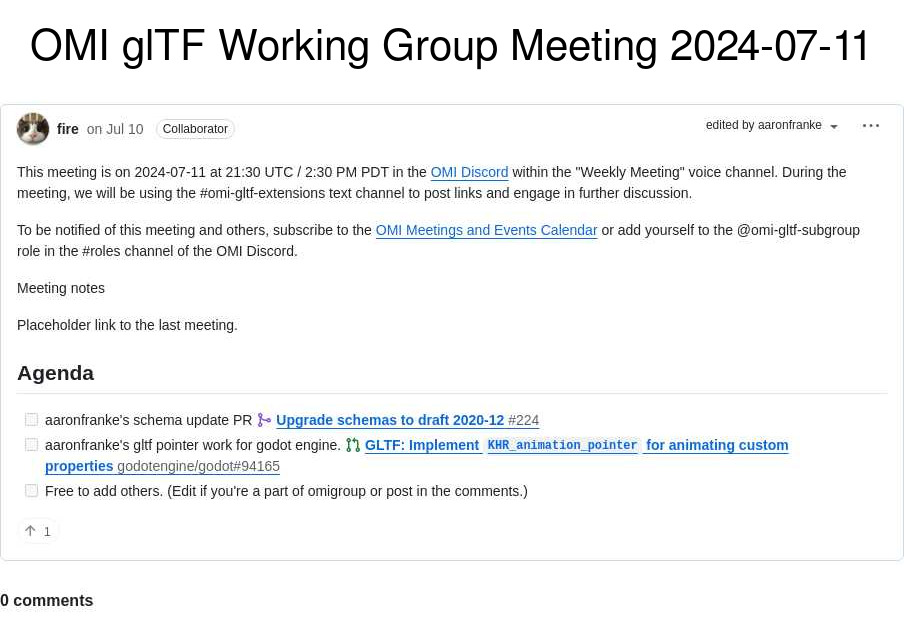 OMI glTF Working Group Meeting 2024-07-11
fire on Jul 10 Collaborator edited by aaronfranke
This meeting is on 2024-07-11 at 21:30 UTC / 2:30 PM PDT in the OMI Discord within the "Weekly Meeting" voice channel. During the
meeting, we will be using the #omi-gltf-extensions text channel to post links and engage in further discussion.
To be notified of this meeting and others, subscribe to the OMI Meetings and Events Calendar or add yourself to the @omi-gltf-subgroup
role in the #roles channel of the OMI Discord.
Meeting notes
Placeholder link to the last meeting.
Agenda
aaronfranke's schema update PR Upgrade schemas to draft 2020-12 #224
aaronfranke's gltf pointer work for godot engine. GLTF: Implement KHR_animation_pointer for animating custom
properties godotengine/godot#94165
Free to add others. (Edit if you're a part of omigroup or post in the comments.)
1
0 comments